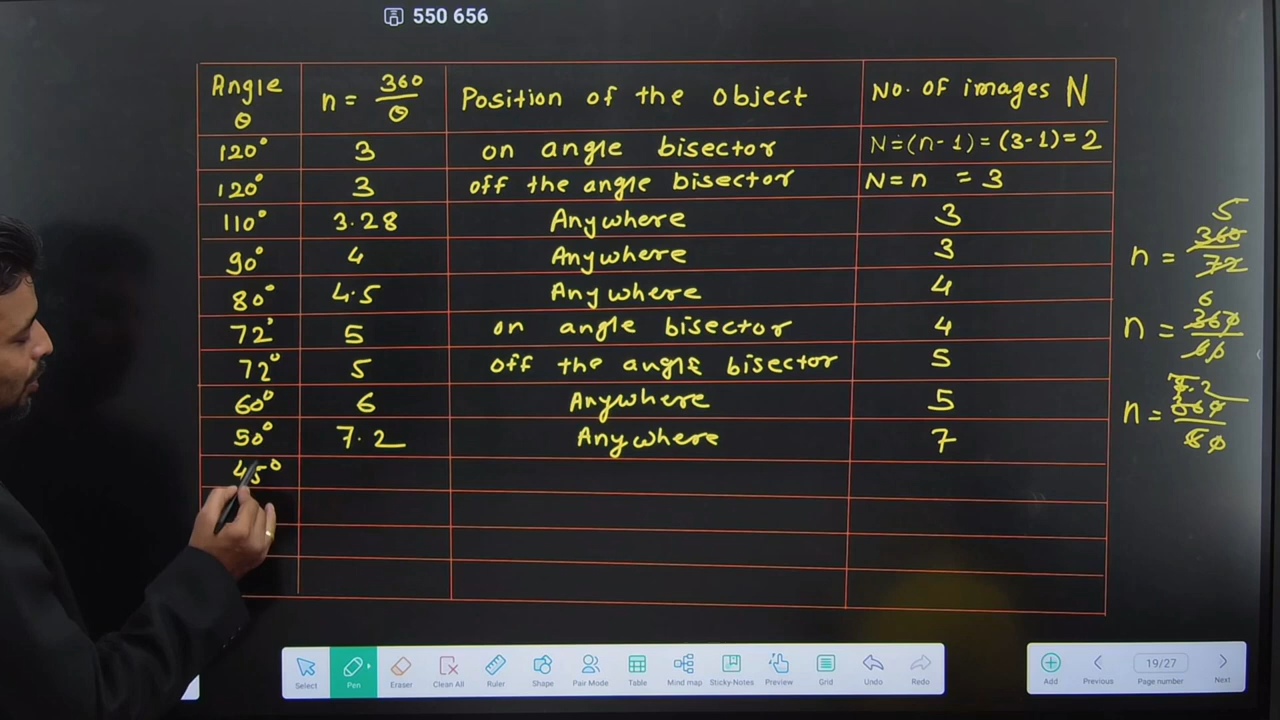 550 656
Angle θ n = 360/θ Position of the object No. of images N
120° 3 on angle bisector N=(n-1) = (3-1) = 2
120° 3 off the angle bisector N=n = 3
110° 3.28 Anywhere 3
90° 4 Anywhere 3
80° 4.5 Anywhere 4
72° 5 on angle bisector 4
72° 5 off the angle bisector 5
60° 6 Anywhere 5
50° 7.2 Anywhere 7
45°
5
n = 360/72
6
n = 360/60
7.2
n = 360/50
Select Pen Eraser Clean All Ruler Shape Pair Mode Table Mind map Sticky-Notes Preview Grid Undo Redo
Add Previous 19/27 Page number Next